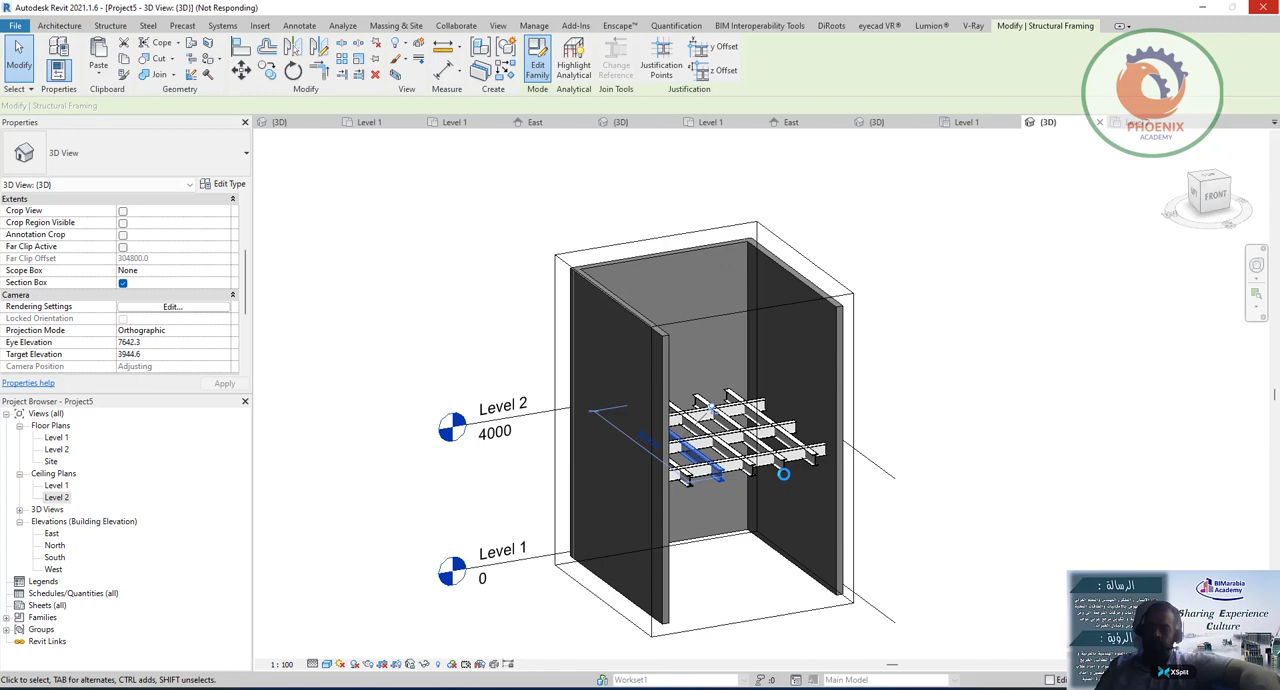 Autodesk Revit 2021.1.6 - [Project5 - 3D View: {3D}] (Not Responding)
File Architecture Structure Steel Precast Systems Insert Annotate Analyze Massing & Site Collaborate View Manage Add-Ins Enscape™ Quantification BIM Interoperability Tools DiRoots eyecad VR® Lumion® V-Ray Modify | Structural Framing
Cope y Offset
Cut
Join z Offset
Modify Paste Edit Family Highlight Analytical Change Reference Justification Points
Select Properties Clipboard Geometry Modify View Measure Create Mode Analytical Join Tools Justification
Modify | Structural Framing
PHOENIX
ACADEMY
Properties
{3D} Level 1 Level 1 East {3D} Level 1 East {3D} Level 1 {3D}
3D View
3D View: {3D} Edit Type
Extents
Crop View
Crop Region Visible
Annotation Crop
Far Clip Active
Far Clip Offset 304800.0
Scope Box None
Section Box
Camera
Rendering Settings Edit...
Locked Orientation
Projection Mode Orthographic
Eye Elevation 7642.3
Target Elevation 3944.6
Camera Position Adjusting
Properties help Apply
Project Browser - Project5
Views (all)
Floor Plans
Level 1
Level 2
Site
Ceiling Plans
Level 1
Level 2
3D Views
Elevations (Building Elevation)
East
North
South
West
Legends
Schedules/Quantities (all)
Sheets (all)
Families
Groups
Revit Links
FRONT
Level 2
4000
Level 1
0
1 : 100
الرسالة :
الرؤية :
BIMarabia
Academy
Sharing Experience
Culture
XSplit
Click to select, TAB for alternates, CTRL adds, SHIFT unselects. Workset1 :0 Main Model